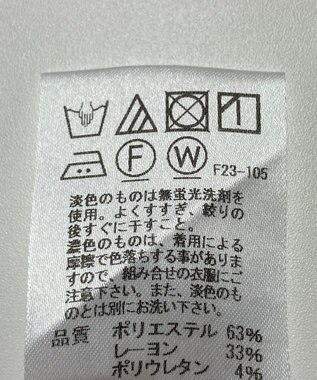 F
W
F23-105
淡色のものは無蛍光洗剤を
使用。よくすすぎ、絞りの
後すぐに干すこと。
濃色のものは、着用による
摩擦で色落ちする事があり
ますので、組み合せの衣服にご
注意下さい。また、淡色のも
のとは別にお洗い下さい。
品質 ポリエステル 63%
レーヨン 33%
ポリウレタン 4%